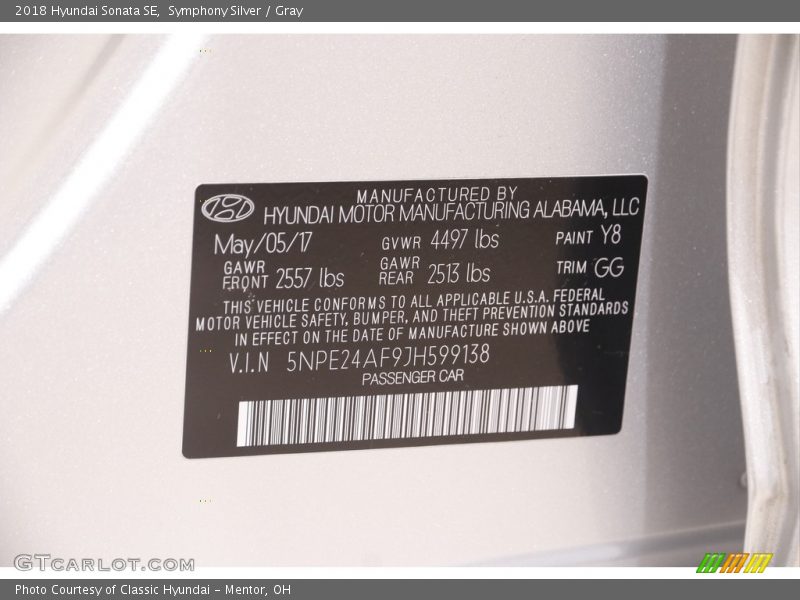 2018 Hyundai Sonata SE, Symphony Silver / Gray
MANUFACTURED BY
HYUNDAI MOTOR MANUFACTURING ALABAMA, LLC
May/05/17 GVWR 4497 lbs PAINT Y8
GAWR FRONT 2557 lbs GAWR REAR 2513 lbs TRIM GG
THIS VEHICLE CONFORMS TO ALL APPLICABLE U.S.A. FEDERAL
MOTOR VEHICLE SAFETY, BUMPER, AND THEFT PREVENTION STANDARDS
IN EFFECT ON THE DATE OF MANUFACTURE SHOWN ABOVE
V.I.N 5NPE24AF9JH599138
PASSENGER CAR
GTCARLOT.COM
Photo Courtesy of Classic Hyundai - Mentor, OH